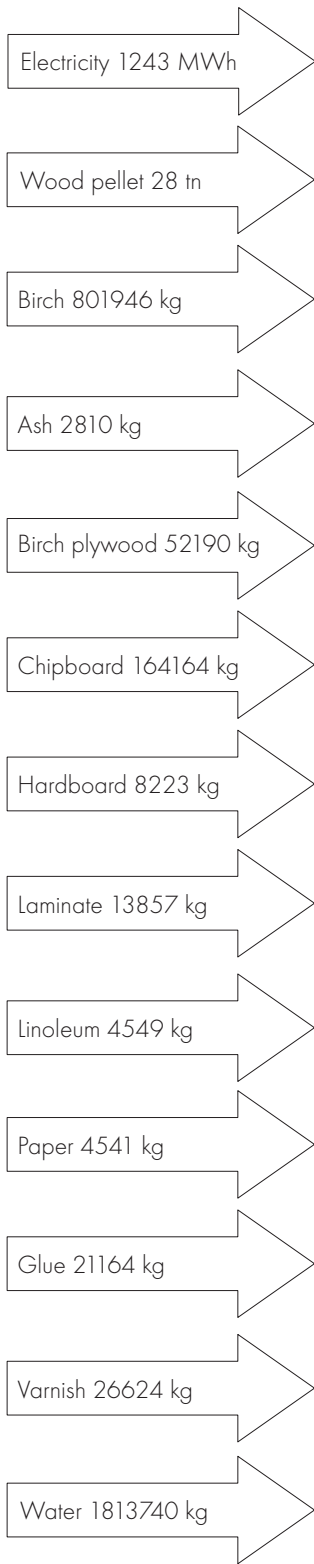 Electricity 1243 MWh
Wood pellet 28 tn
Birch 801946 kg
Ash 2810 kg
Birch plywood 52190 kg
Chipboard 164164 kg
Hardboard 8223 kg
Laminate 13857 kg
Linoleum 4549 kg
Paper 4541 kg
Glue 21164 kg
Varnish 26624 kg
Water 1813740 kg